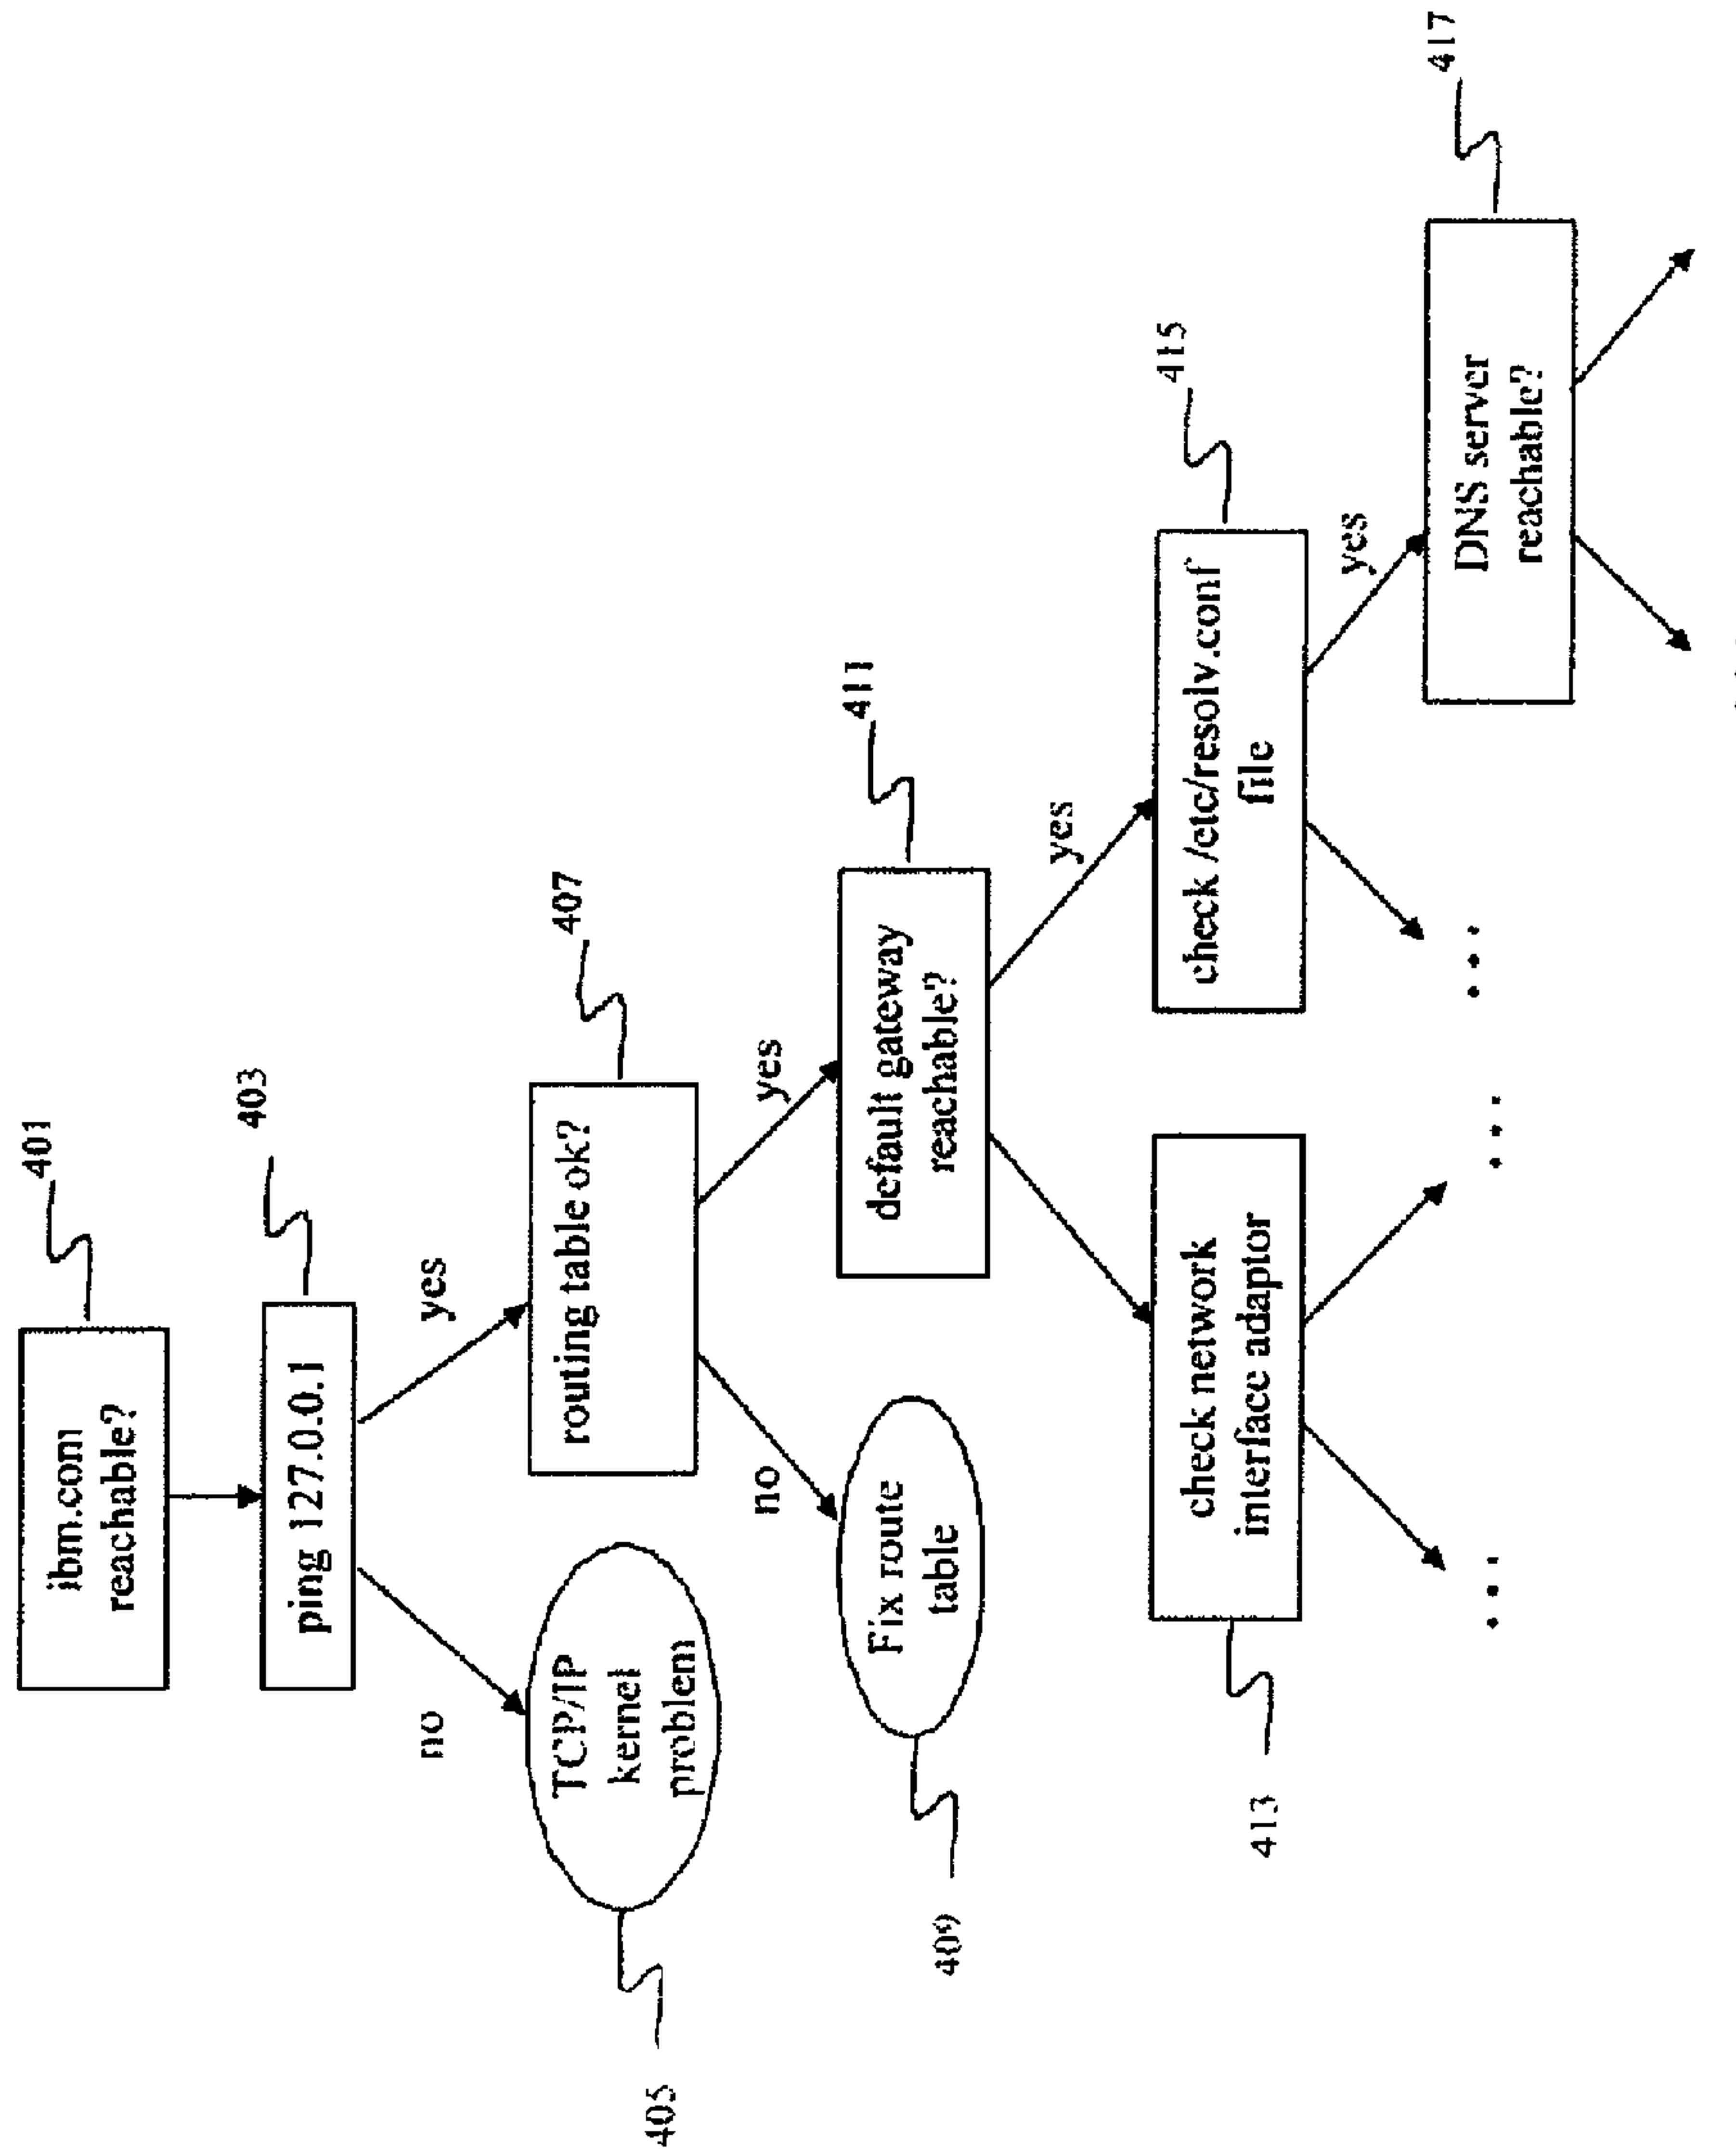 ibm.com
reachable?
401
ping 127.0.0.1
403
no
yes
TCP/IP
kernel
problem
405
routing table ok?
407
no
yes
Fix route
table
409
default gateway
reachable?
411
yes
check network
interface adaptor
413
...
...
check /etc/resolv.conf
file
415
...
yes
DNS server
reachable?
417